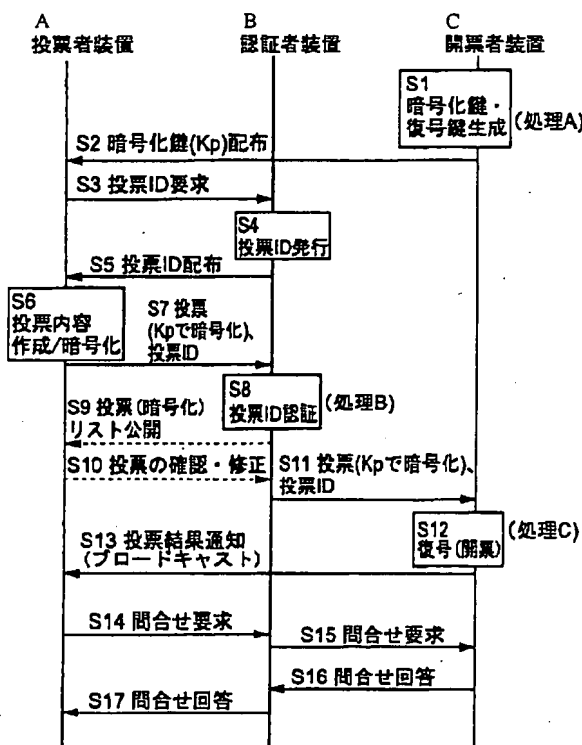 A
投票者装置
B
認証者装置
C
開票者装置
S1
暗号化鍵・
復号鍵生成
(処理A)
S2 暗号化鍵(Kp)配布
S3 投票ID要求
S4
投票ID発行
S5 投票ID配布
S6
投票内容
作成/暗号化
S7 投票
(Kpで暗号化)、
投票ID
S8
投票ID認証
(処理B)
S9 投票(暗号化)
リスト公開
S10 投票の確認・修正
S11 投票(Kpで暗号化)、
投票ID
S12
復号(開票)
(処理C)
S13 投票結果通知
(ブロードキャスト)
S14 問合せ要求
S15 問合せ要求
S16 問合せ回答
S17 問合せ回答